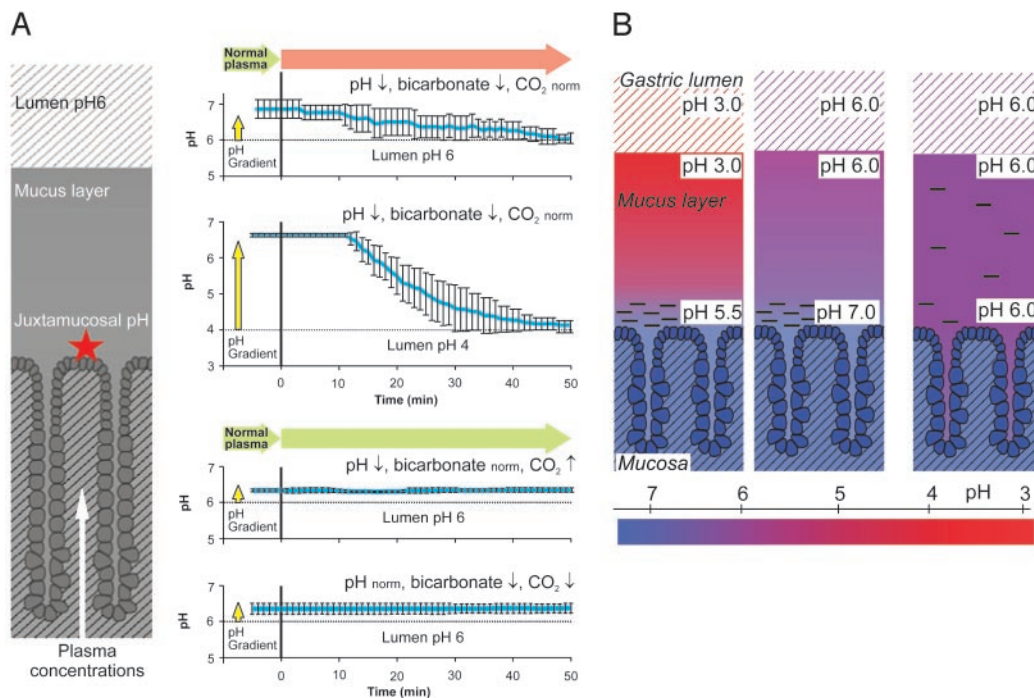 A
Lumen pH6
Mucus layer
Juxtamucosal pH
Plasma
concentrations
Normal
plasma
pH ↓, bicarbonate ↓, CO₂ norm
7
6
5
pH
pH
Gradient
Lumen pH 6
pH ↓, bicarbonate ↓, CO₂ norm
7
6
5
4
3
pH
pH
Gradient
Lumen pH 4
0 10 20 30 40 50
Time (min)
Normal
plasma
pH ↓, bicarbonate norm, CO₂ ↑
7
6
5
pH
pH
Gradient
Lumen pH 6
pH norm, bicarbonate ↓, CO₂ ↓
7
6
5
pH
pH
Gradient
Lumen pH 6
0 10 20 30 40 50
Time (min)
B
Gastric lumen
pH 3.0 pH 6.0 pH 6.0
pH 3.0 pH 6.0 pH 6.0
Mucus layer
pH 5.5 pH 7.0 pH 6.0
Mucosa
7 6 5 4 pH 3